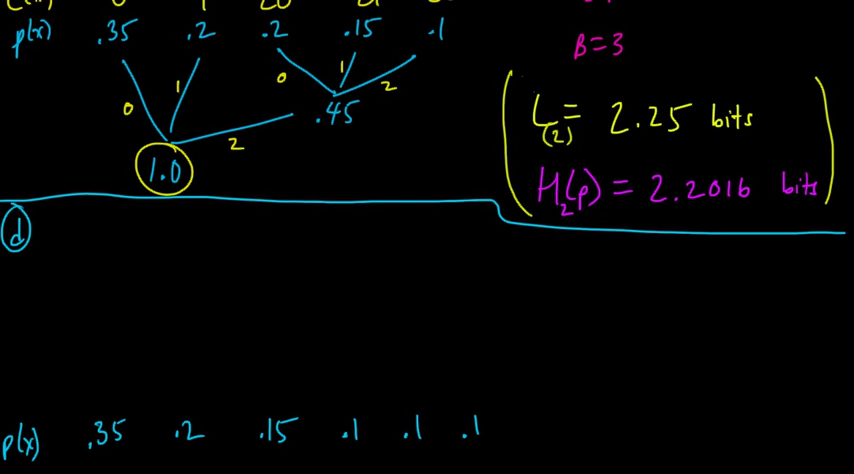 p(x) .35 .2 .2 .15 .1
B=3
0 1 0 1 2
.45
2
1.0
L(2) = 2.25 bits
H2(p) = 2.2016 bits
d
p(x) .35 .2 .15 .1 .1 .1